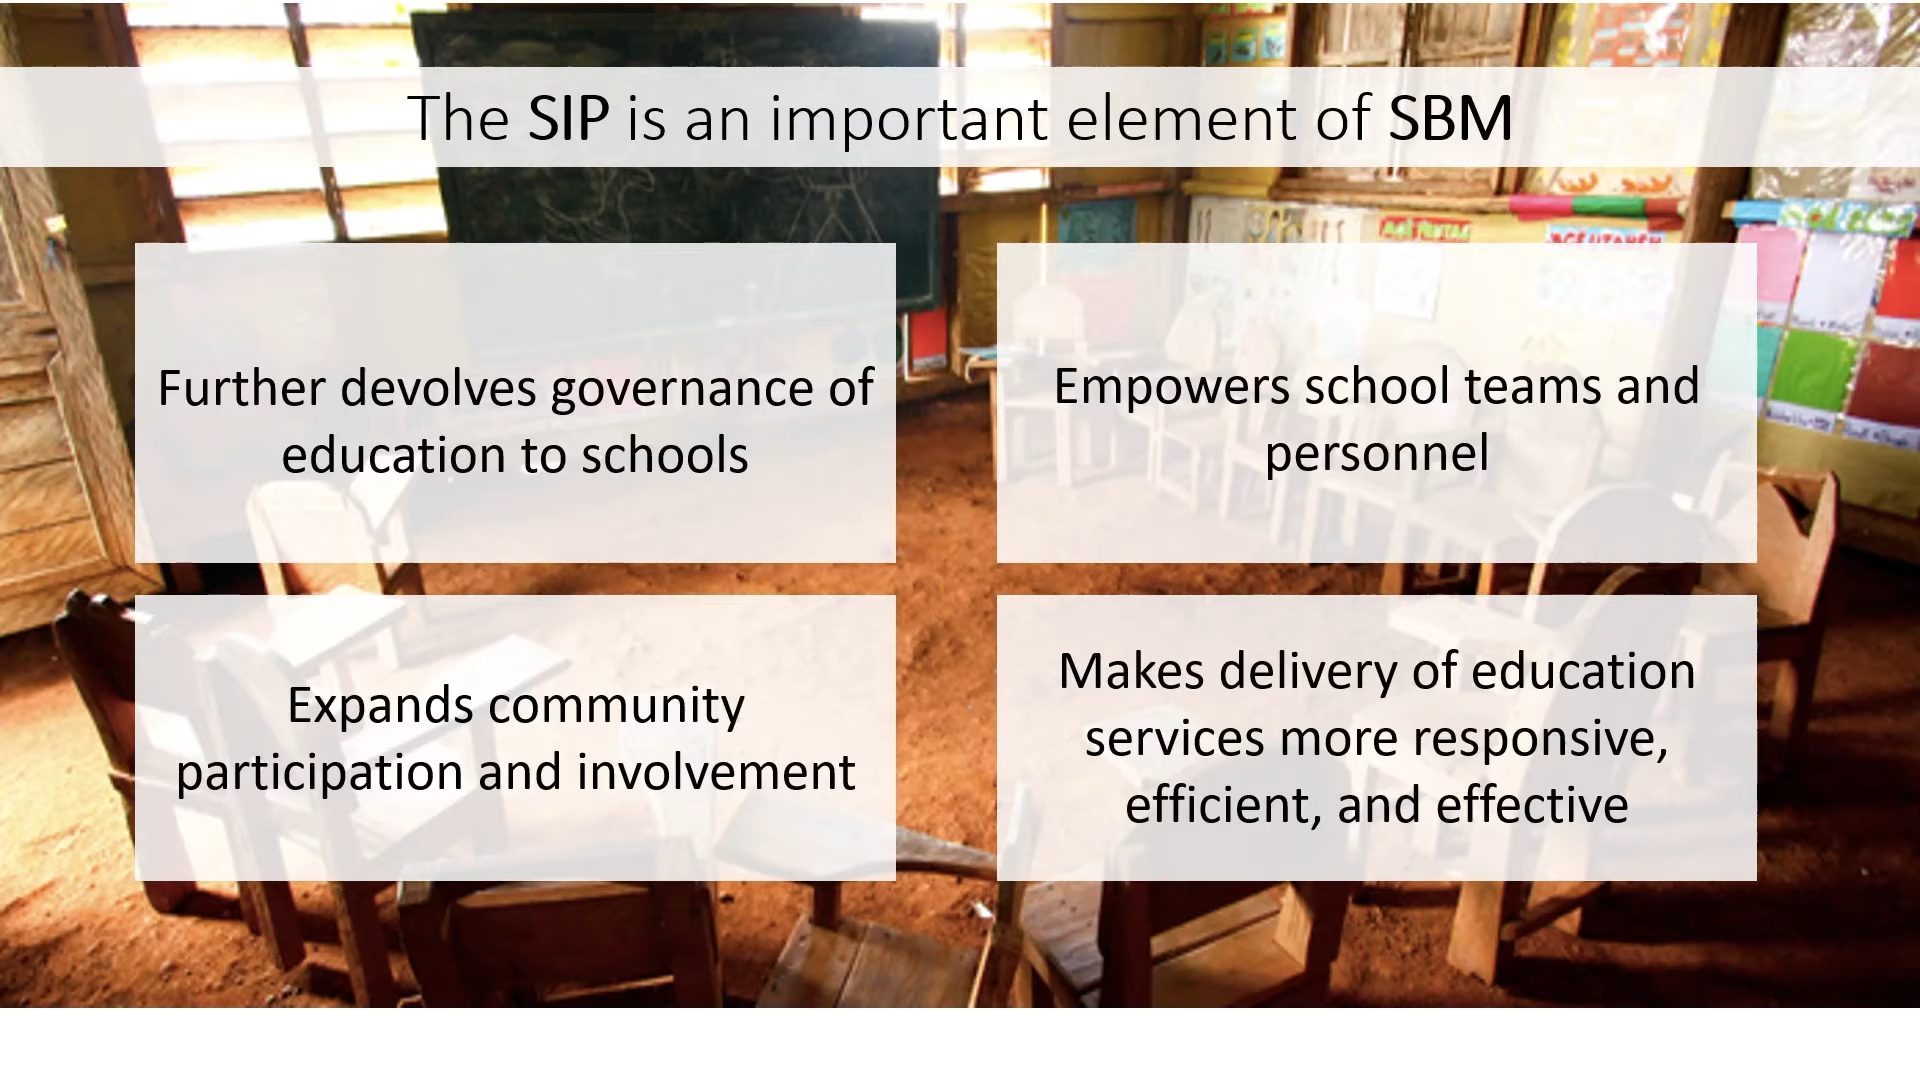 The SIP is an important element of SBM
Further devolves governance of
education to schools
Empowers school teams and
personnel
Expands community
participation and involvement
Makes delivery of education
services more responsive,
efficient, and effective